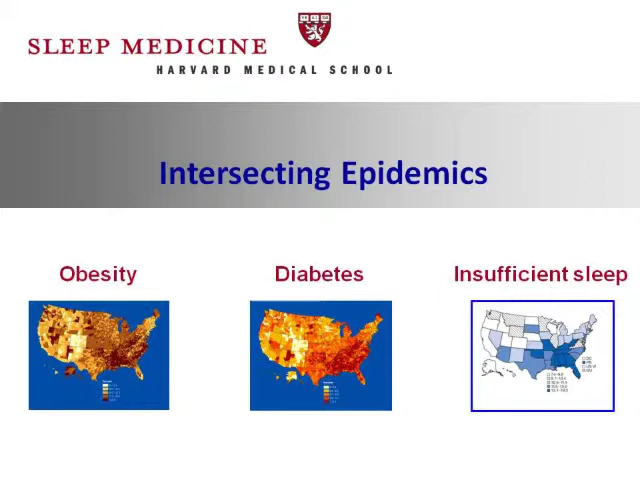 SLEEP MEDICINE
HARVARD MEDICAL SCHOOL
Intersecting Epidemics
Obesity
Diabetes
Insufficient sleep